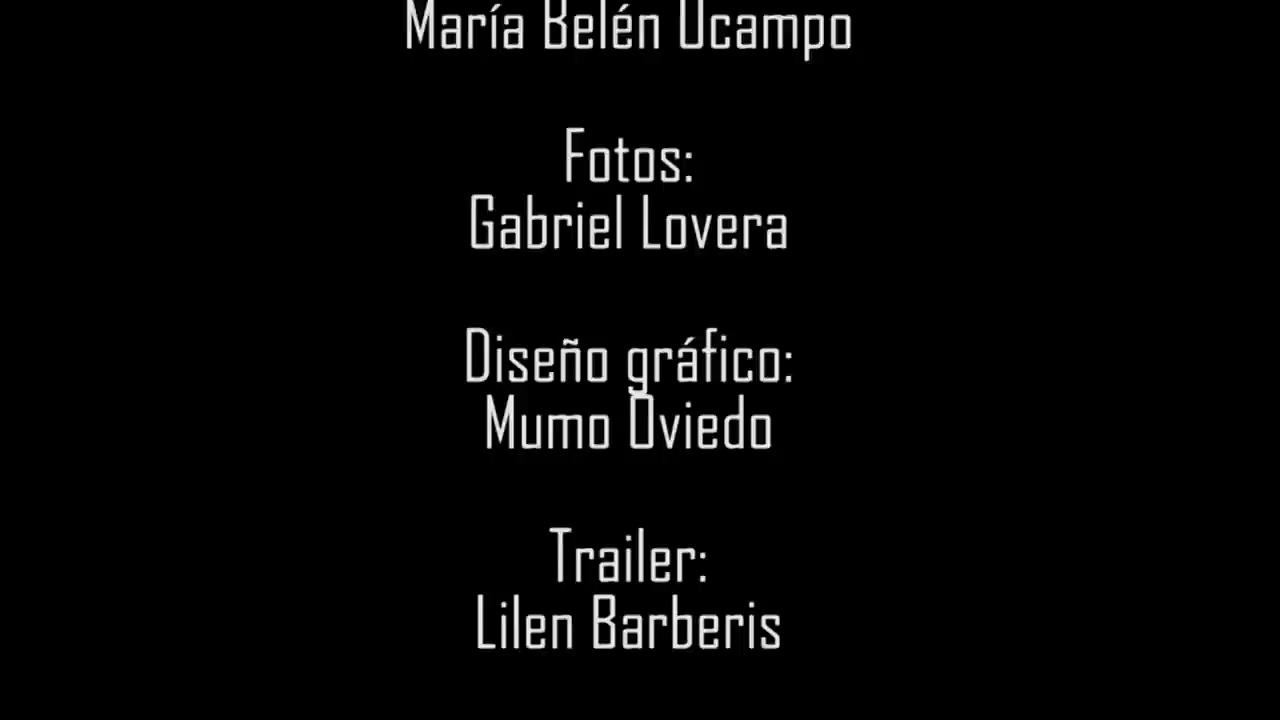 María Belén Ocampo
Fotos:
Gabriel Lovera
Diseño gráfico:
Mumo Oviedo
Trailer:
Lilen Barberis